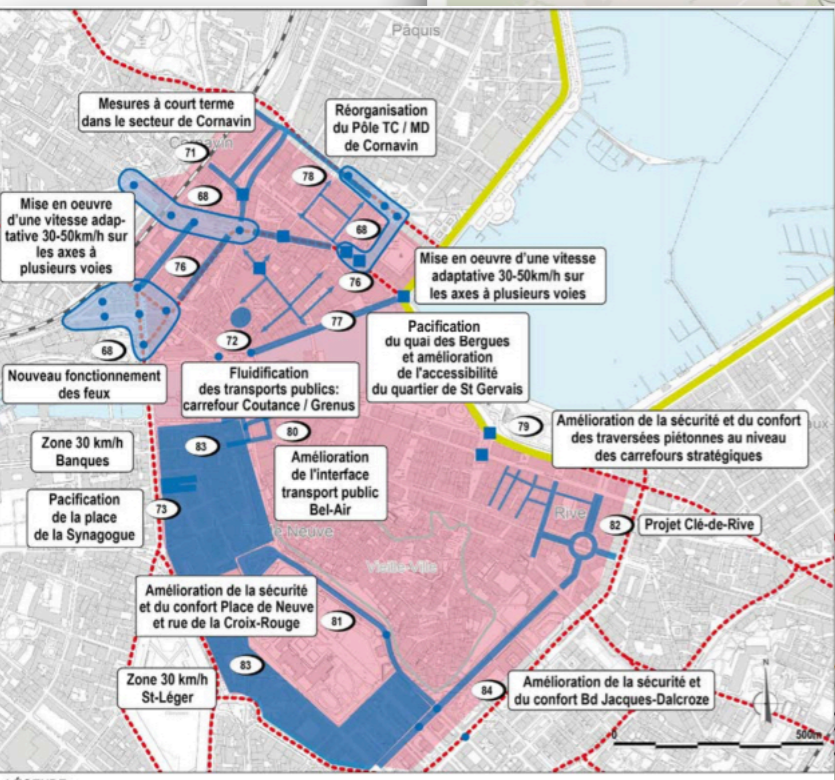 Pâquis
Mesures à court terme
dans le secteur de Cornavin
Réorganisation
du Pôle TC / MD
de Cornavin
Cornavin
71
78
68
68
Mise en oeuvre
d'une vitesse adap-
tative 30-50km/h sur
les axes à
plusieurs voies
76
76
Mise en oeuvre d'une vitesse
adaptative 30-50km/h sur
les axes à plusieurs voies
77
72
68
Pacification
du quai des Bergues
et amélioration
de l'accessibilité
du quartier de St Gervais
Nouveau fonctionnement
des feux
Fluidification
des transports publics:
carrefour Coutance / Grenus
79
Amélioration de la sécurité et du confort
des traversées piétonnes au niveau
des carrefours stratégiques
83
80
Zone 30 km/h
Banques
Amélioration
de l'interface
transport public
Bel-Air
Pacification
de la place
de la Synagogue
73
Rive
82
Projet Clé-de-Rive
Neuve
Vieille-Ville
Amélioration de la sécurité
et du confort Place de Neuve
et rue de la Croix-Rouge
81
83
Zone 30 km/h
St-Léger
84
Amélioration de la sécurité et
du confort Bd Jacques-Dalcroze
N
0
500m